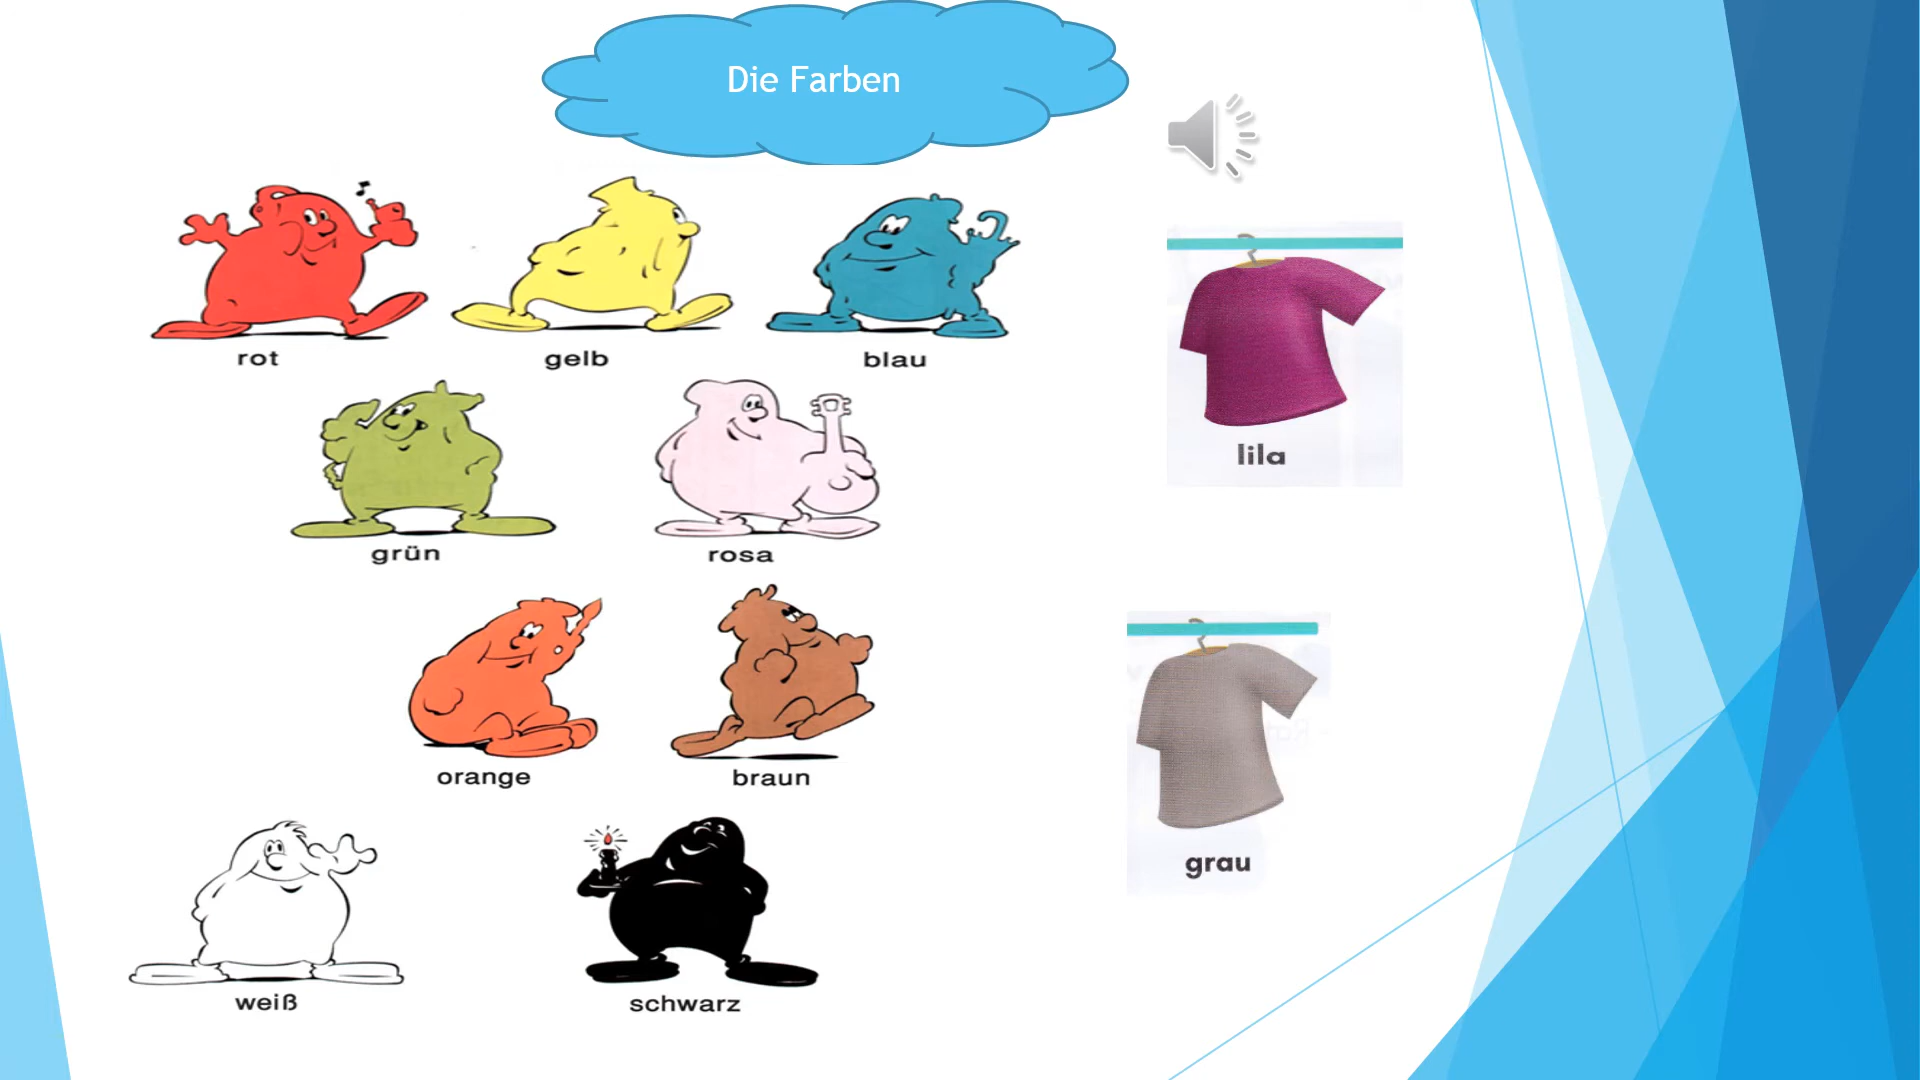 Die Farben
rot
gelb
blau
grün
rosa
orange
braun
weiß
schwarz
lila
grau